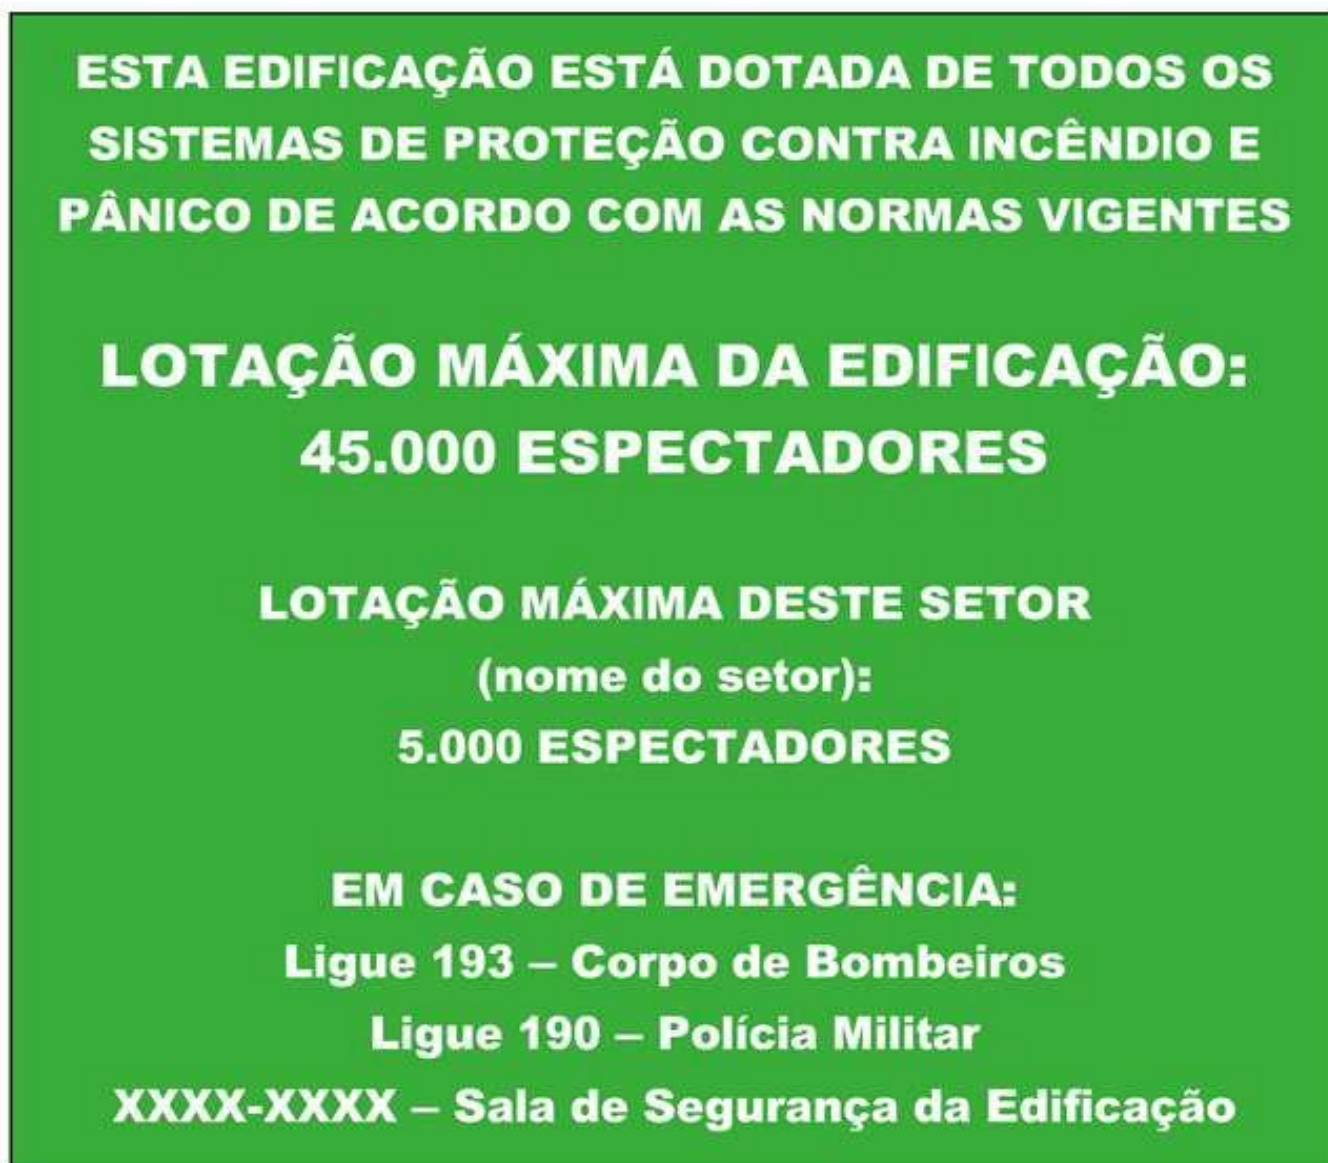 ESTA EDIFICAÇÃO ESTÁ DOTADA DE TODOS OS
SISTEMAS DE PROTEÇÃO CONTRA INCÊNDIO E
PÂNICO DE ACORDO COM AS NORMAS VIGENTES
LOTAÇÃO MÁXIMA DA EDIFICAÇÃO:
45.000 ESPECTADORES
LOTAÇÃO MÁXIMA DESTE SETOR
(nome do setor):
5.000 ESPECTADORES
EM CASO DE EMERGÊNCIA:
Ligue 193 – Corpo de Bombeiros
Ligue 190 – Polícia Militar
XXXX-XXXX – Sala de Segurança da Edificação